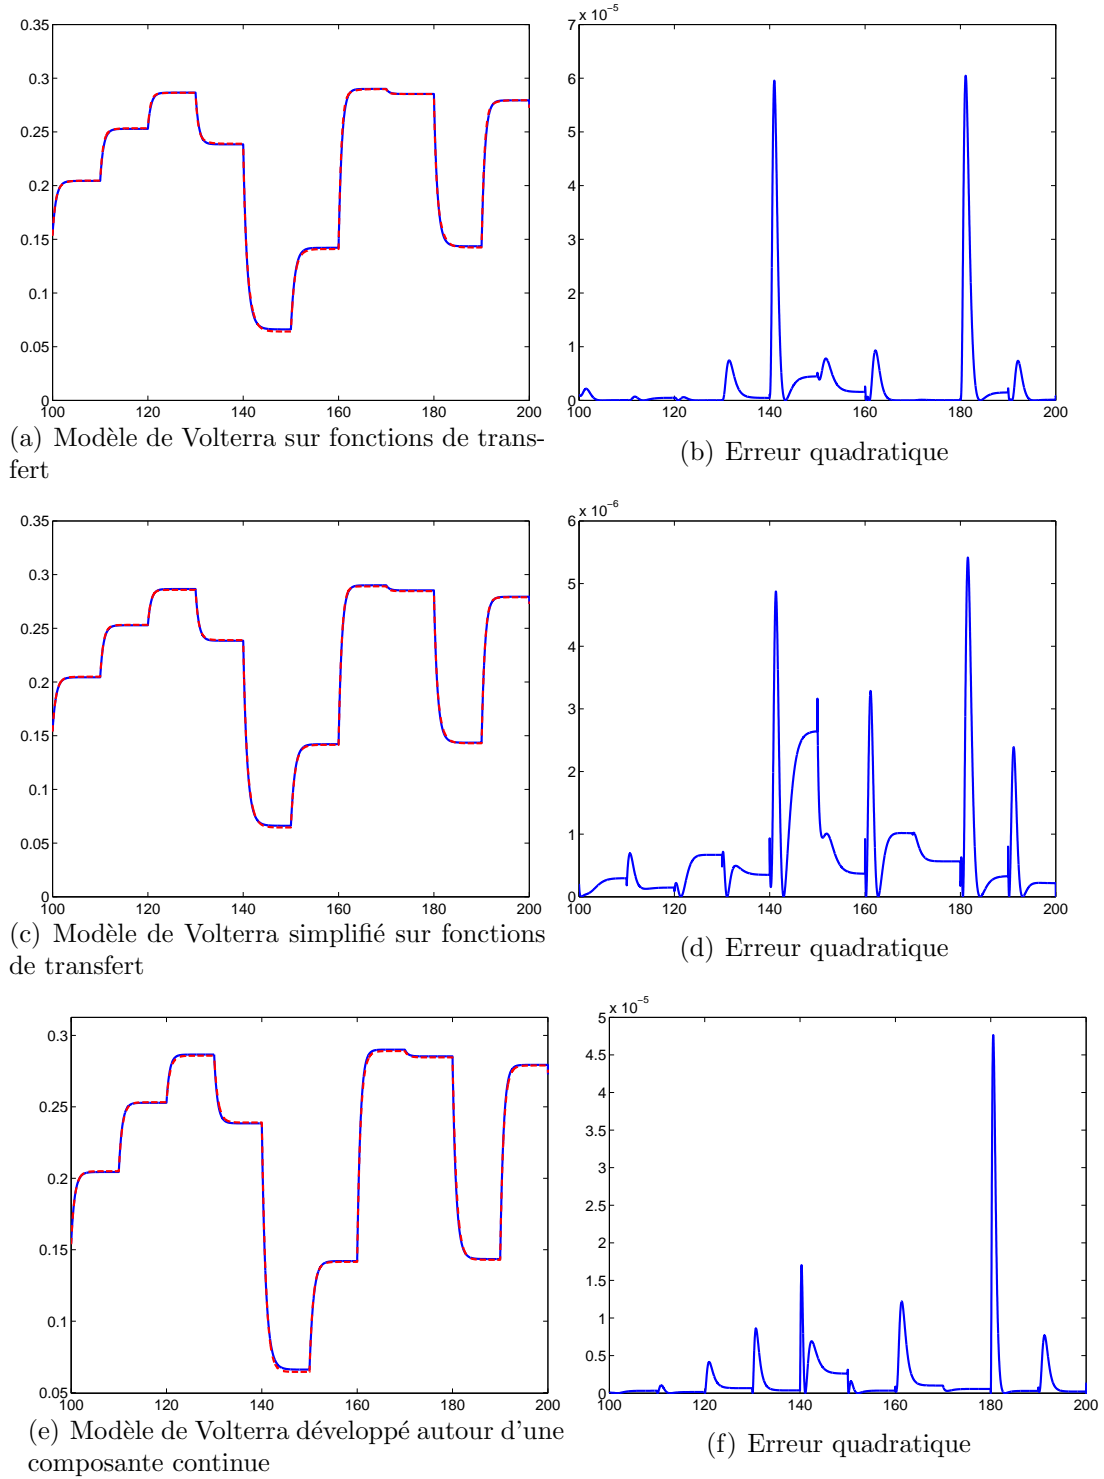 0.35
0.3
0.25
0.2
0.15
0.1
0.05
0
100 120 140 160 180 200
(a) Modèle de Volterra sur fonctions de trans-
fert
x 10⁻⁵
7
6
5
4
3
2
1
0
100 120 140 160 180 200
(b) Erreur quadratique
0.35
0.3
0.25
0.2
0.15
0.1
0.05
0
100 120 140 160 180 200
(c) Modèle de Volterra simplifié sur fonctions
de transfert
x 10⁻⁶
6
5
4
3
2
1
0
100 120 140 160 180 200
(d) Erreur quadratique
0.3
0.25
0.2
0.15
0.1
0.05
100 120 140 160 180 200
(e) Modèle de Volterra développé autour d'une
composante continue
x 10⁻⁵
5
4.5
4
3.5
3
2.5
2
1.5
1
0.5
0
100 120 140 160 180 200
(f) Erreur quadratique